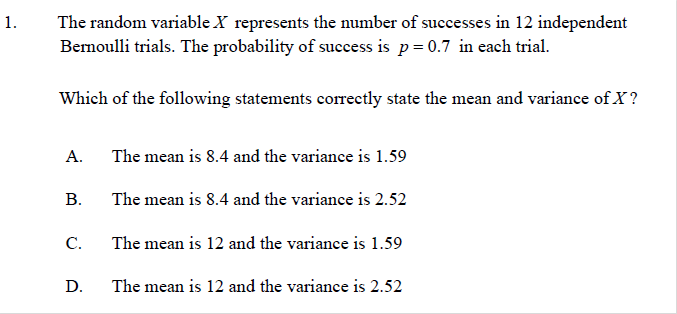 1. The random variable X represents the number of successes in 12 independent
Bernoulli trials. The probability of success is p = 0.7 in each trial.
Which of the following statements correctly state the mean and variance of X?
A. The mean is 8.4 and the variance is 1.59
B. The mean is 8.4 and the variance is 2.52
C. The mean is 12 and the variance is 1.59
D. The mean is 12 and the variance is 2.52